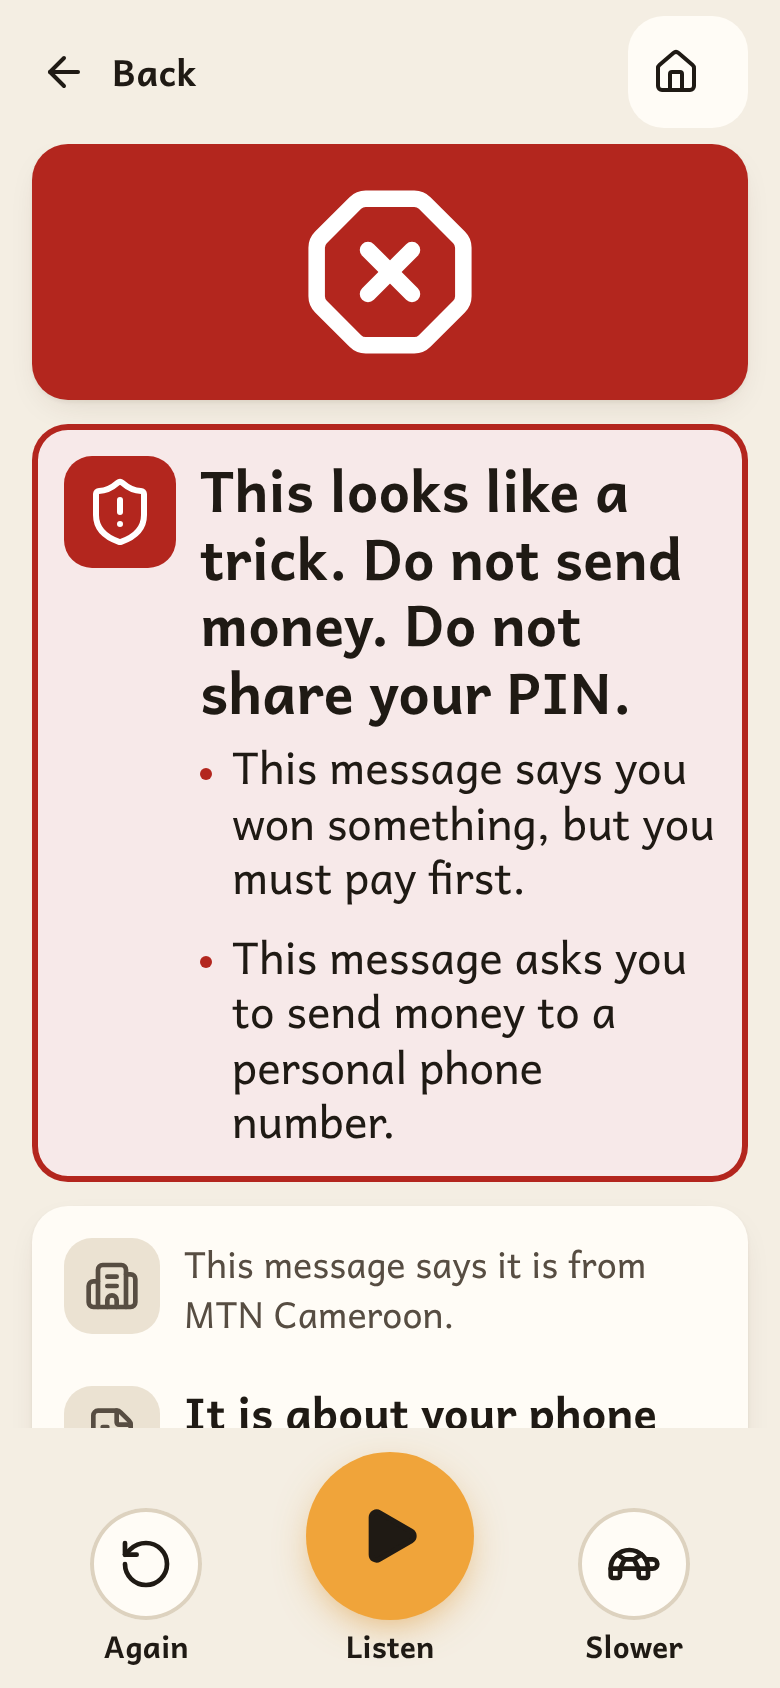 Back
This looks like a
trick. Do not send
money. Do not
share your PIN.
• This message says you
won something, but you
must pay first.
• This message asks you
to send money to a
personal phone
number.
This message says it is from
MTN Cameroon.
It is about your phone
Again
Listen
Slower